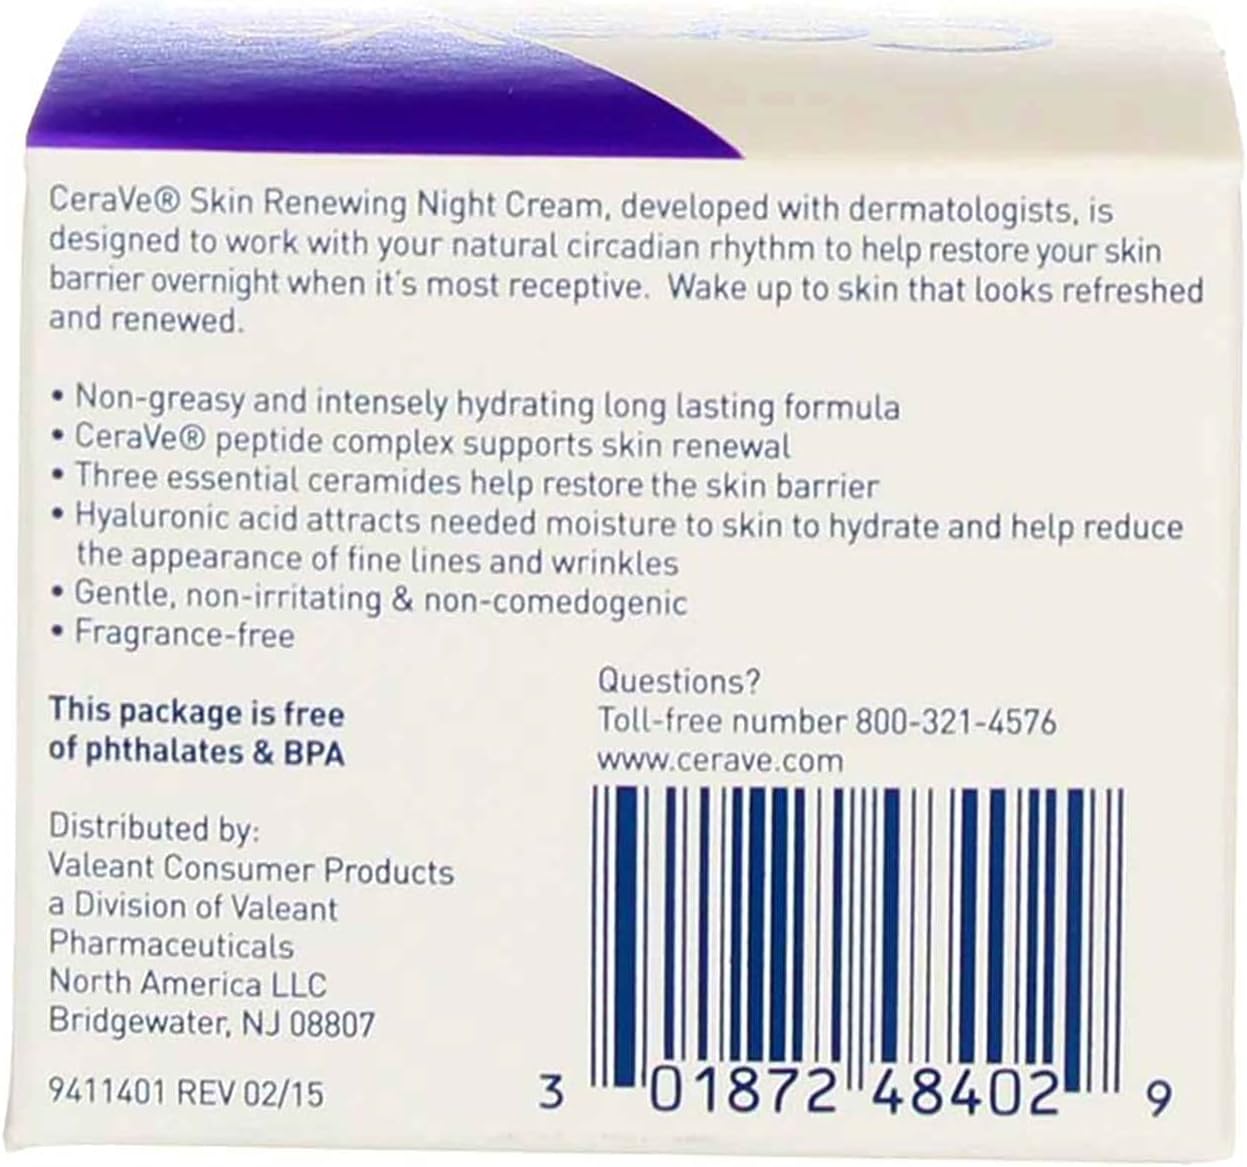 CeraVe® Skin Renewing Night Cream, developed with dermatologists, is
designed to work with your natural circadian rhythm to help restore your skin
barrier overnight when it's most receptive. Wake up to skin that looks refreshed
and renewed.
• Non-greasy and intensely hydrating long lasting formula
• CeraVe® peptide complex supports skin renewal
• Three essential ceramides help restore the skin barrier
• Hyaluronic acid attracts needed moisture to skin to hydrate and help reduce
the appearance of fine lines and wrinkles
• Gentle, non-irritating & non-comedogenic
• Fragrance-free
This package is free
of phthalates & BPA
Distributed by:
Valeant Consumer Products
a Division of Valeant
Pharmaceuticals
North America LLC
Bridgewater, NJ 08807
9411401 REV 02/15
Questions?
Toll-free number 800-321-4576
www.cerave.com
3 01872 48402 9